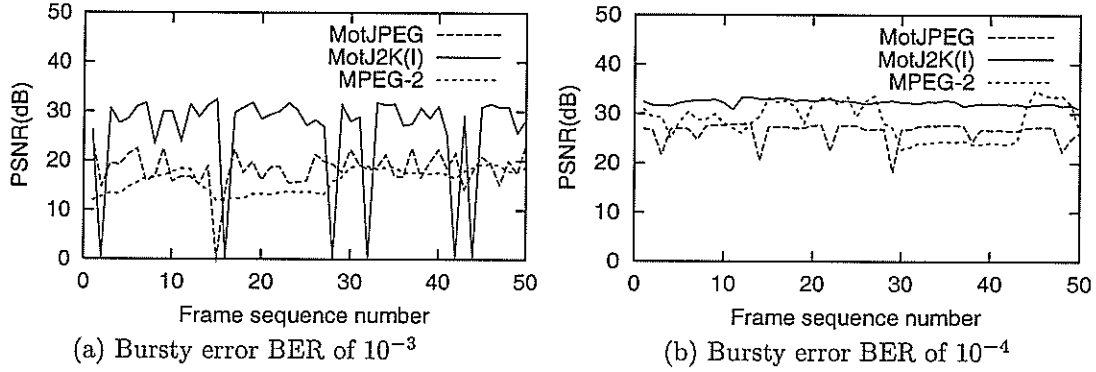 50
40
30
20
10
0
PSNR(dB)
MotJPEG
MotJ2K(I)
MPEG-2
0 10 20 30 40 50
Frame sequence number
(a) Bursty error BER of 10⁻³
50
40
30
20
10
0
PSNR(dB)
MotJPEG
MotJ2K(I)
MPEG-2
0 10 20 30 40 50
Frame sequence number
(b) Bursty error BER of 10⁻⁴